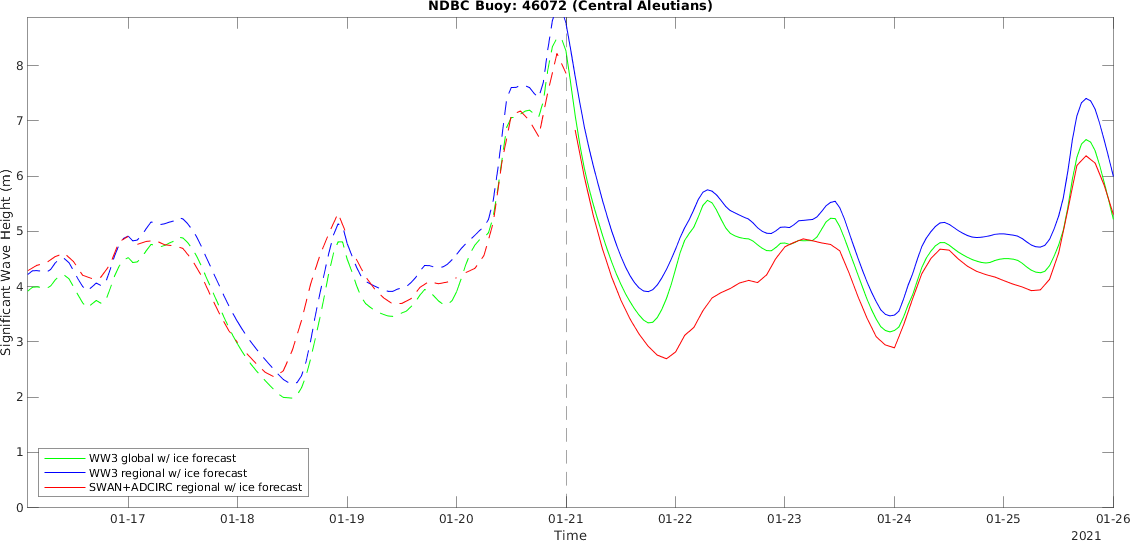 NDBC Buoy: 46072 (Central Aleutians)
Significant Wave Height (m)
8
7
6
5
4
3
2
1
0
WW3 global w/ ice forecast
WW3 regional w/ ice forecast
SWAN+ADCIRC regional w/ ice forecast
01-17 01-18 01-19 01-20 01-21 01-22 01-23 01-24 01-25 01-26
Time
2021